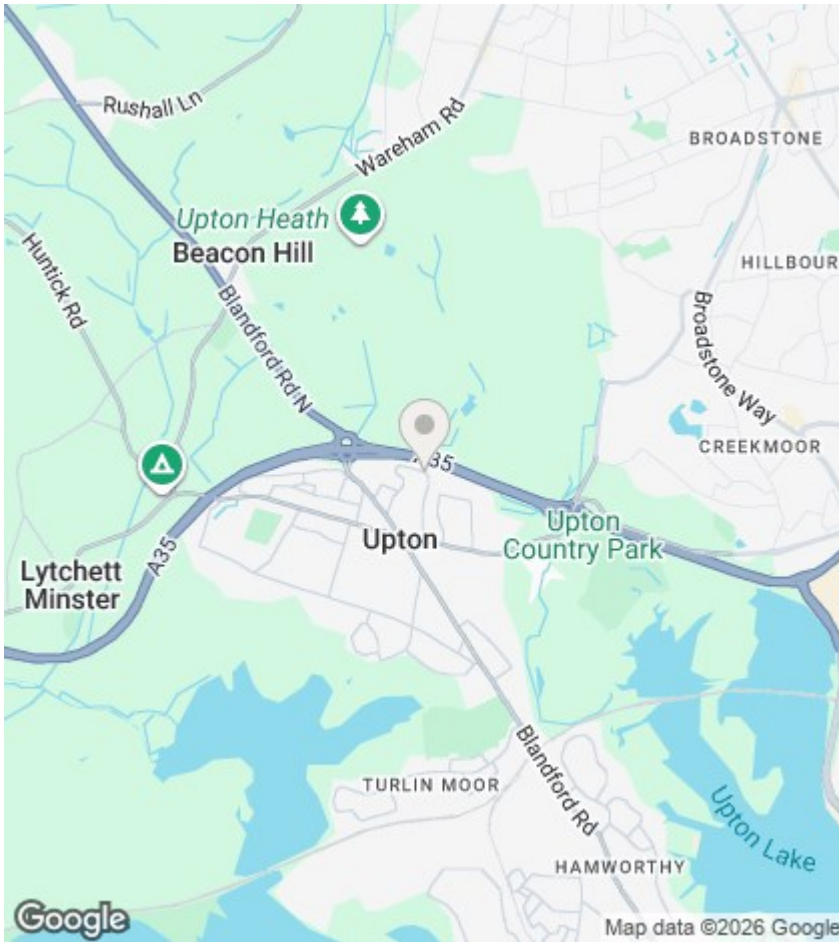 Rushall Ln
Wareham Rd
BROADSTONE
Upton Heath
Beacon Hill
HILLBOUR
Huntick Rd
Blandford Rd N
Broadstone Way
CREEKMOOR
A35
Upton
Upton
Country Park
Lytchett
Minster
A35
TURLIN MOOR
Blandford Rd
Upton Lake
HAMWORTHY
Google
Map data ©2026 Google